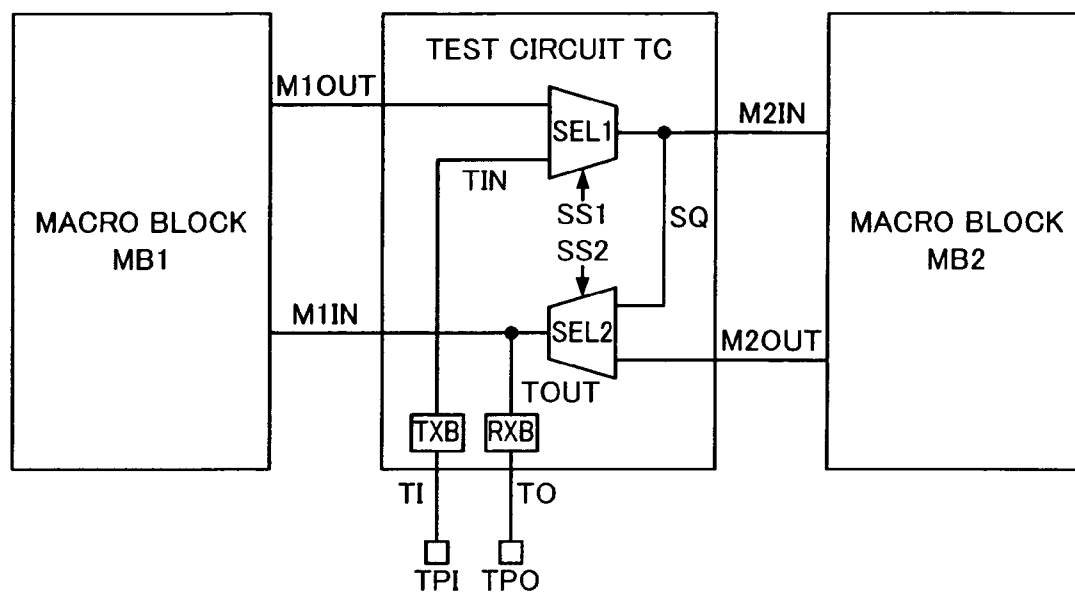 TEST CIRCUIT TC
M1OUT
SEL1
M2IN
TIN
SS1
SQ
MACRO BLOCK
MB1
MACRO BLOCK
MB2
SS2
M1IN
SEL2
M2OUT
TOUT
TXB
RXB
TI
TO
TPI
TPO